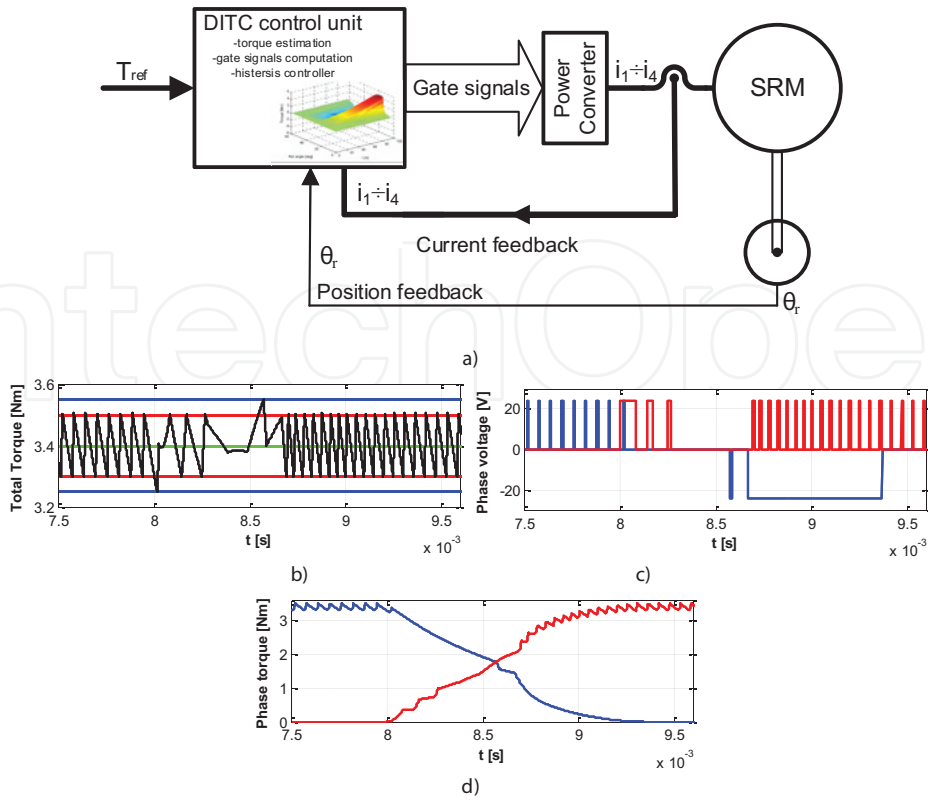 DITC control unit
-torque estimation
-gate signals computation
-histersis controller
T_ref
Gate signals
Power
Converter
i₁÷i₄
SRM
i₁÷i₄
Current feedback
θ_r
Position feedback
θ_r
ntechOpe
a)
Total Torque [Nm]
3.6
3.4
3.2
7.5
8
8.5
9
9.5
t [s]
x 10⁻³
b)
Phase voltage [V]
20
0
-20
7.5
8
8.5
9
9.5
t [s]
x 10⁻³
c)
Phase torque [Nm]
3
2
1
0
7.5
8
8.5
9
9.5
t [s]
x 10⁻³
d)